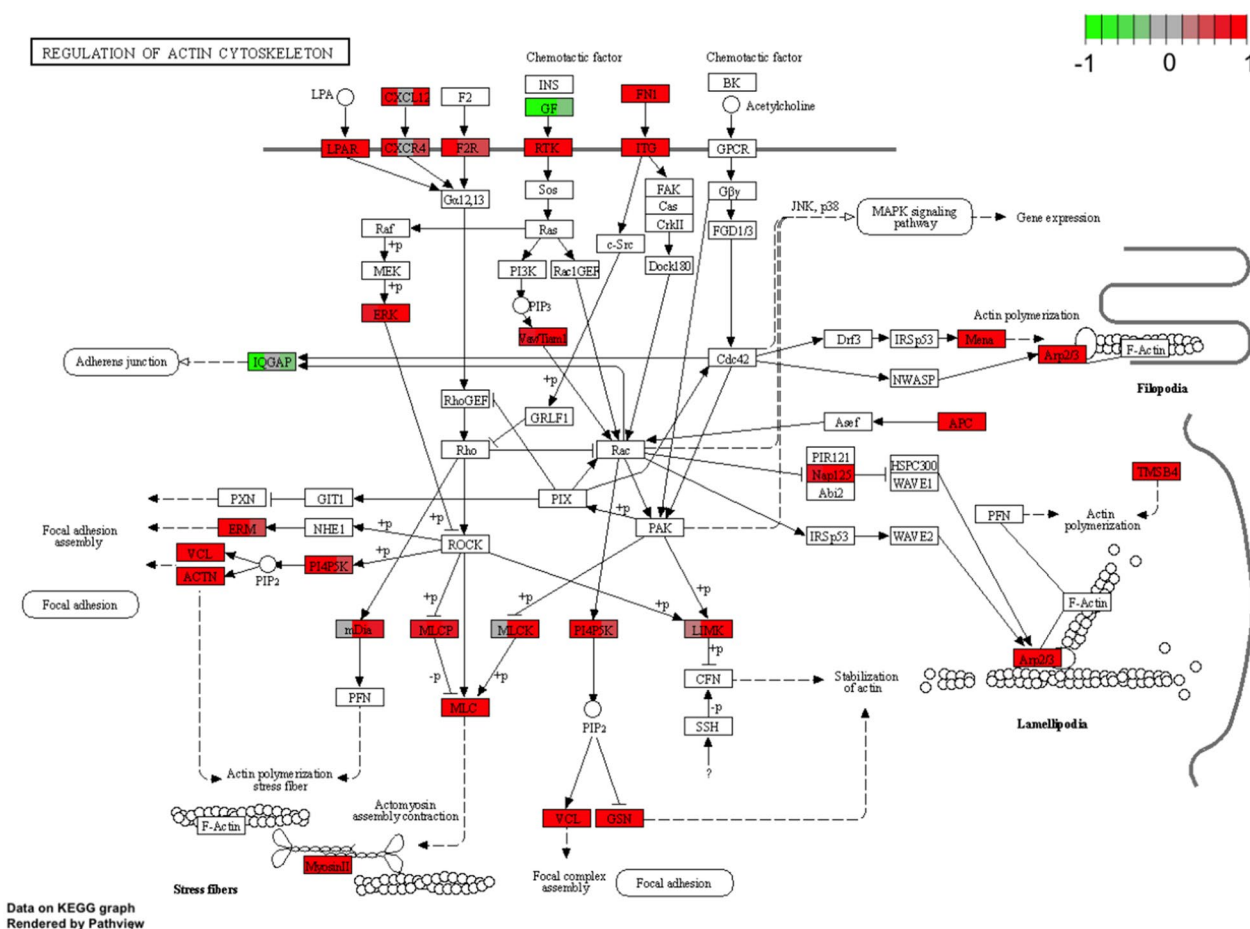 REGULATION OF ACTIN CYTOSKELETON
-1 0 1
Chemotactic factor
Chemotactic factor
LPA
CXCL12
F2
INS
GF
FN1
BK
Acetylcholine
LPAR
CXCR4
F2R
RTK
ITG
GPCR
Gα12,13
Sos
FAK
Cas
CrkII
Gβγ
JNK, p38
MAPK signaling
pathway
Gene expression
Raf
Ras
c-Src
FGD1/3
+p
MEK
+p
PI3K
Rac1GEF
Dock180
PIP3
ERK
Vav/Tiam1
Actin polymerization
Drf3
IRSp53
Mena
Arp2/3
F-Actin
Adherens junction
IQGAP
Cdc42
NWASP
Filopodia
+p
RhoGEF
GRLF1
Asef
APC
Rho
Rac
PIR121
Nap125
Abi2
HSPC300
WAVE1
TMSB4
PXN
GIT1
PIX
+p
PAK
PFN
Actin
polymerization
Focal adhesion
assembly
ERM
NHE1
+p
+p
ROCK
IRSp53
WAVE2
VCL
ACTN
PIP2
PI4P5K
+p
Focal adhesion
F-Actin
+p
+p
+p
+p
mDia
MLCP
MLCK
PI4P5K
LIMK
+p
Arp2/3
-p
+p
CFN
Stabilization
of actin
PFN
MLC
-p
SSH
Lamellipodia
PIP2
?
Actin polymerization
stress fiber
Actomyosin
assembly contraction
F-Actin
VCL
GSN
MyosinII
Stress fibers
Focal complex
assembly
Focal adhesion
Data on KEGG graph
Rendered by Pathview